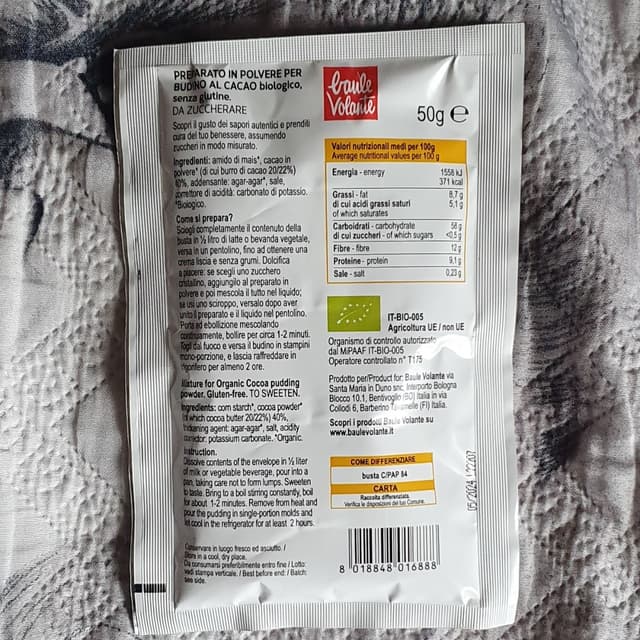 PREPARATO IN POLVERE PER
BUDINO AL CACAO biologico,
senza glutine.
DA ZUCCHERARE
Scopri il gusto dei sapori autentici e prenditi
cura del tuo benessere, assumendo
zuccheri in modo misurato.
Ingredienti: amido di mais*, cacao in
polvere* (di cui burro di cacao 20/22%)
40%, addensante: agar-agar*, sale,
correttore di acidità: carbonato di potassio.
*Biologico.
Come si prepara?
Sciogli completamente il contenuto della
busta in ½ litro di latte o bevanda vegetale,
versa in un pentolino, fino ad ottenere una
crema liscia e senza grumi. Dolcifica
a piacere: se scegli uno zucchero
cristallino, aggiungilo al preparato in
polvere e poi mescola il tutto nel liquido;
se usi uno sciroppo, versalo dopo aver
unito il preparato e il liquido nel pentolino.
Porta ad ebollizione mescolando
continuamente, bollire per circa 1-2 minuti.
Togli dal fuoco e versa il budino in stampini
mono-porzione, e lascia raffreddare in
frigorifero per almeno 2 ore.
Mixture for Organic Cocoa pudding
powder. Gluten-free. TO SWEETEN.
Ingredients: corn starch*, cocoa powder*
(of which cocoa butter 20/22%) 40%,
thickening agent: agar-agar*, salt, acidity
corrector: potassium carbonate. *Organic.
Instruction.
Dissolve contents of the envelope in ½ liter
of milk or vegetable beverage, pour into a
pan, taking care not to form lumps. Sweeten
to taste. Bring to a boil stirring constantly, boil
for about 1-2 minutes. Remove from heat and
pour the pudding in single-portion molds and
let cool in the refrigerator for at least 2 hours.
Conservare in luogo fresco ed asciutto. /
Store in a cool, dry place.
Da consumarsi preferibilmente entro fine / Lotto:
vedi stampa verticale. / Best before end: / Batch:
see side.
baule
Volante
50g e
Valori nutrizionali medi per 100g
Average nutritional values per 100 g
Energia - energy 1558 kJ
371 kcal
Grassi - fat 8,7 g
di cui acidi grassi saturi 5,1 g
of which saturates
Carboidrati - carbohydrate 58 g
di cui zuccheri - of which sugars <0,5 g
Fibre - fibre 12 g
Proteine - protein 9,1 g
Sale - salt 0,23 g
IT-BIO-005
Agricoltura UE / non UE
Organismo di controllo autorizzato
dal MiPAAF IT-BIO-005
Operatore controllato n° T175
Prodotto per/Product for: Baule Volante via
Santa Maria in Duno snc, Interporto Bologna
Blocco 10.1, Bentivoglio (BO) Italia in via
Collodi 6, Barberino Tavarnelle (FI) Italia.
Scopri i prodotti Baule Volante su
www.baulevolante.it
COME DIFFERENZIARE
busta C/PAP 84
CARTA
Raccolta differenziata.
Verifica le disposizioni del tuo Comune.
05/2024 L22207
8 018848 016888